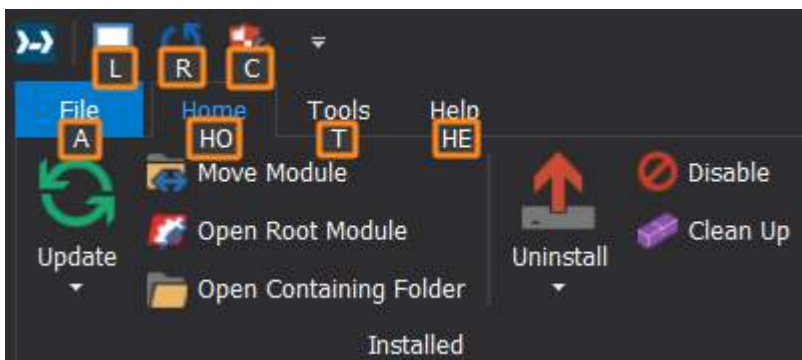 L R C
File Home Tools Help
A HO T HE
Move Module
Disable
Open Root Module
Clean Up
Update
Uninstall
Open Containing Folder
Installed